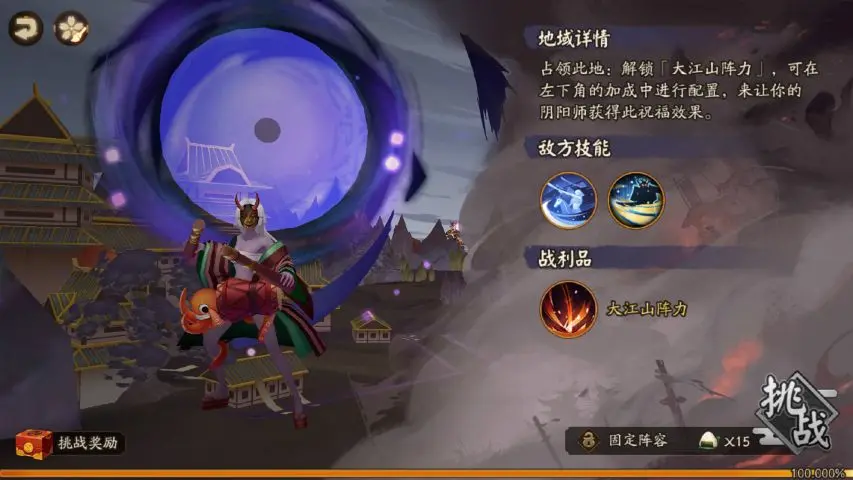 地域详情
占领此地：解锁「大江山阵力」，可在
左下角的加成中进行配置，来让你的
阴阳师获得此祝福效果。
敌方技能
战利品
大江山阵力
挑战
挑战奖励
固定阵容
X15
100.000%